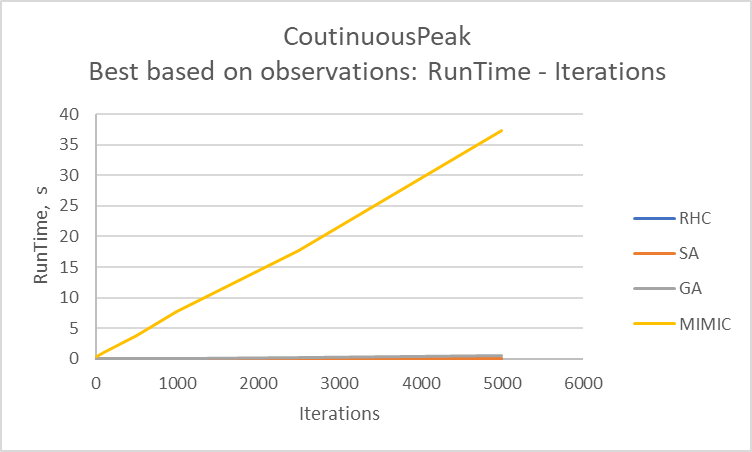 CoutinuousPeak
Best based on observations: RunTime - Iterations
RunTime,  s
40
35
30
25
20
15
10
5
0
0 1000 2000 3000 4000 5000 6000
Iterations
RHC
SA
GA
MIMIC